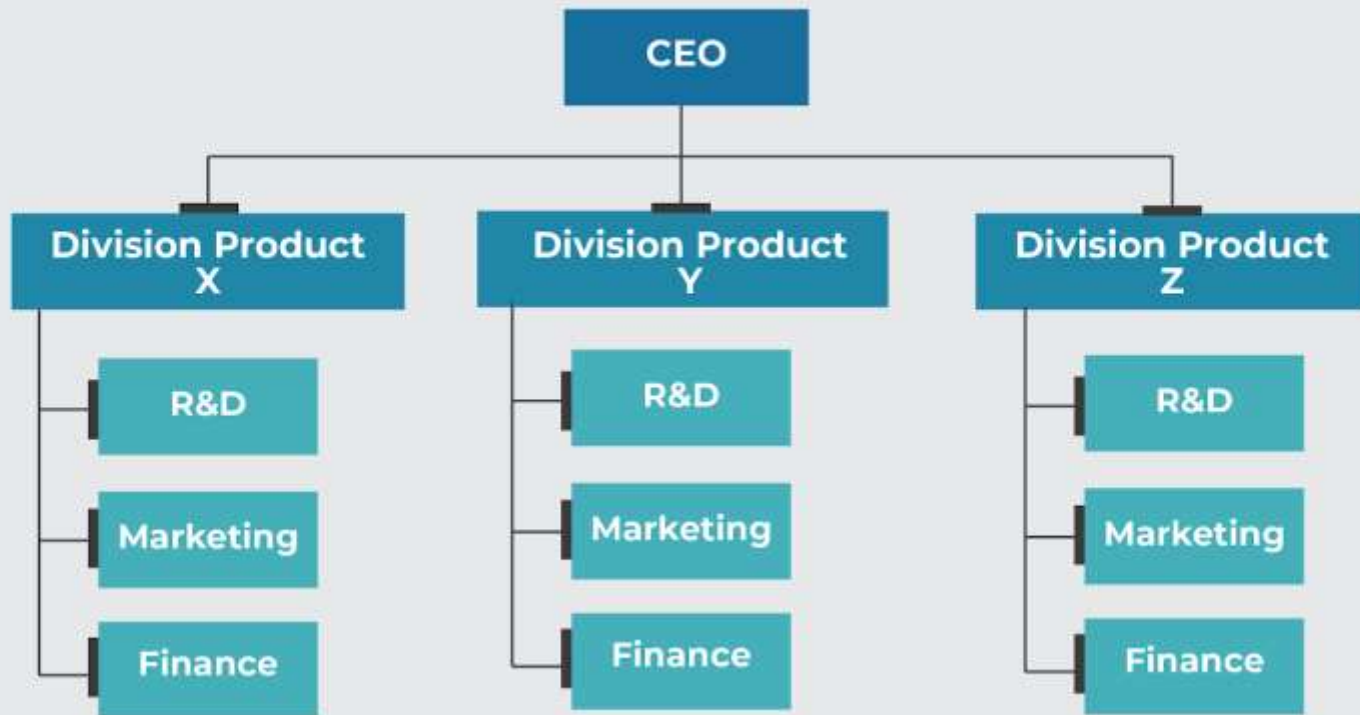 CEO
Division Product
X
Division Product
Y
Division Product
Z
R&D
R&D
R&D
Marketing
Marketing
Marketing
Finance
Finance
Finance